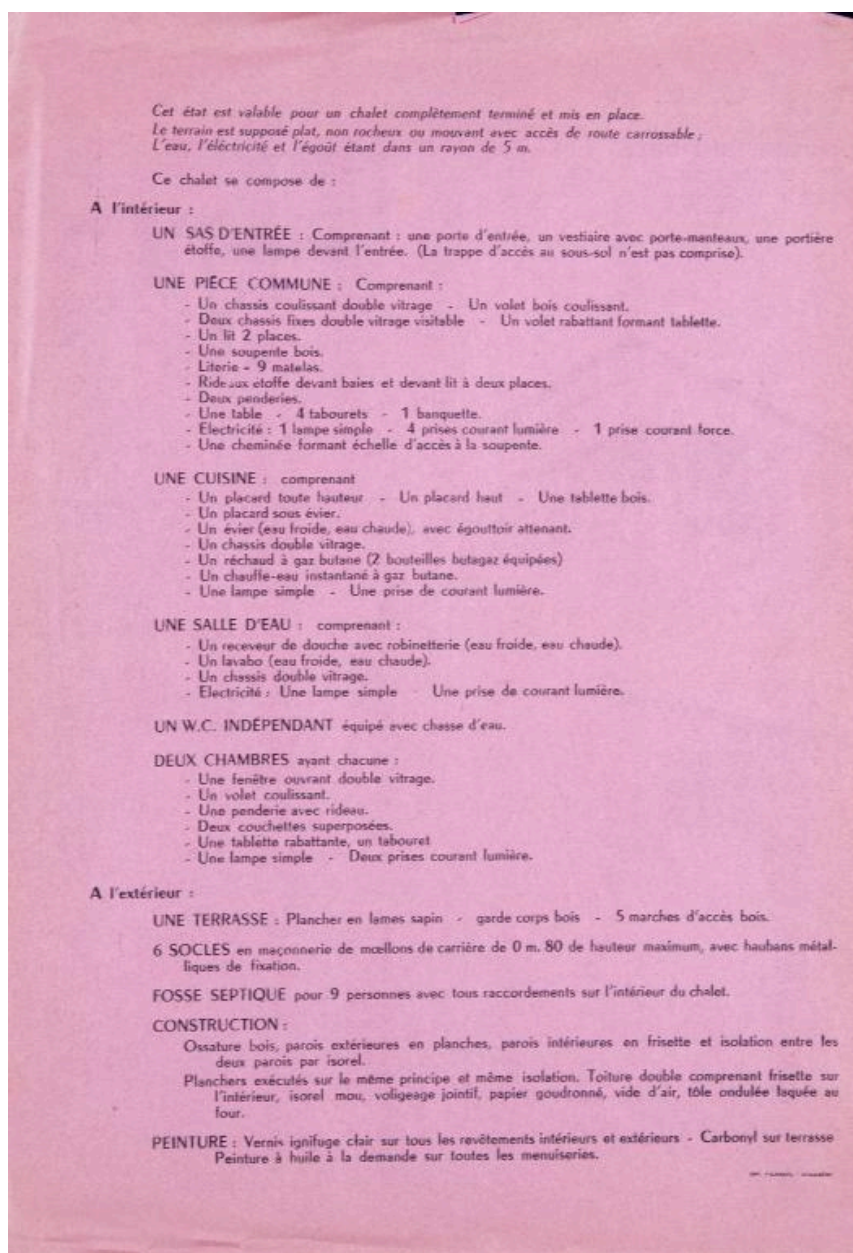 Cet état est valable pour un chalet complètement terminé et mis en place.
Le terrain est supposé plat, non rocheux ou mouvant avec accès de route carrossable ;
L'eau, l'éléctricité et l'égoût étant dans un rayon de 5 m.
Ce chalet se compose de :
A l'intérieur :
UN SAS D'ENTRÉE : Comprenant : une porte d'entrée, un vestiaire avec porte-manteaux, une portière
étoffe, une lampe devant l'entrée. (La trappe d'accès au sous-sol n'est pas comprise).
UNE PIÉCE COMMUNE : Comprenant :
- Un chassis coulissant double vitrage - Un volet bois coulissant.
- Deux chassis fixes double vitrage visitable - Un volet rabattant formant tablette.
- Un lit 2 places.
- Une soupente bois.
- Literie - 9 matelas.
- Rideaux étoffe devant baies et devant lit à deux places.
- Deux penderies.
- Une table - 4 tabourets - 1 banquette.
- Electricité : 1 lampe simple - 4 prises courant lumière - 1 prise courant force.
- Une cheminée formant échelle d'accès à la soupente.
UNE CUISINE : comprenant
- Un placard toute hauteur - Un placard haut - Une tablette bois.
- Un placard sous évier.
- Un évier (eau froide, eau chaude), avec égouttoir attenant.
- Un chassis double vitrage.
- Un réchaud à gaz butane (2 bouteilles butagaz équipées)
- Un chauffe-eau instantané à gaz butane.
- Une lampe simple - Une prise de courant lumière.
UNE SALLE D'EAU : comprenant :
- Un receveur de douche avec robinetterie (eau froide, eau chaude).
- Un lavabo (eau froide, eau chaude).
- Un chassis double vitrage.
- Electricité : Une lampe simple - Une prise de courant lumière.
UN W.C. INDÉPENDANT équipé avec chasse d'eau.
DEUX CHAMBRES ayant chacune :
- Une fenêtre ouvrant double vitrage.
- Un volet coulissant.
- Une penderie avec rideau.
- Deux couchettes superposées.
- Une tablette rabattante, un tabouret
- Une lampe simple - Deux prises courant lumière.
A l'extérieur :
UNE TERRASSE : Plancher en lames sapin - garde corps bois - 5 marches d'accès bois.
6 SOCLES en maçonnerie de mœllons de carrière de 0 m. 80 de hauteur maximum, avec haubans métal-
liques de fixation.
FOSSE SEPTIQUE pour 9 personnes avec tous raccordements sur l'intérieur du chalet.
CONSTRUCTION :
Ossature bois, parois extérieures en planches, parois intérieures en frisette et isolation entre les
deux parois par isorel.
Planchers exécutés sur le même principe et même isolation. Toiture double comprenant frisette sur
l'intérieur, isorel mou, voligeage jointif, papier goudronné, vide d'air, tôle ondulée laquée au
four.
PEINTURE : Vernis ignifuge clair sur tous les revêtements intérieurs et extérieurs - Carbonyl sur terrasse
Peinture à huile à la demande sur toutes les menuiseries.